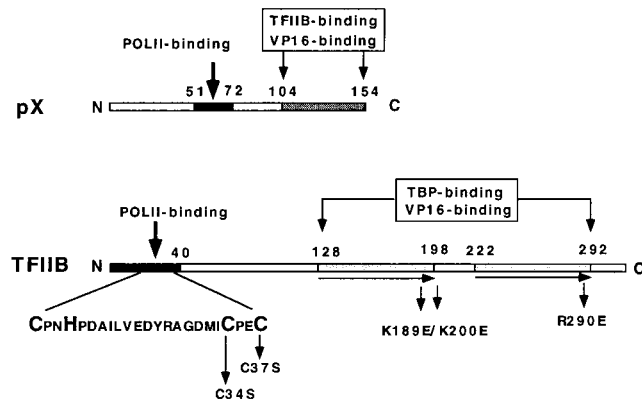 TFIIB-binding
VP16-binding
POLII-binding
51 72 104 154
pX N C
TBP-binding
VP16-binding
POLII-binding
40 128 198 222 292
TFIIB N C
CPNHPDAILVEDYRAGDMICPEC
K189E/K200E
R290E
C37S
C34S